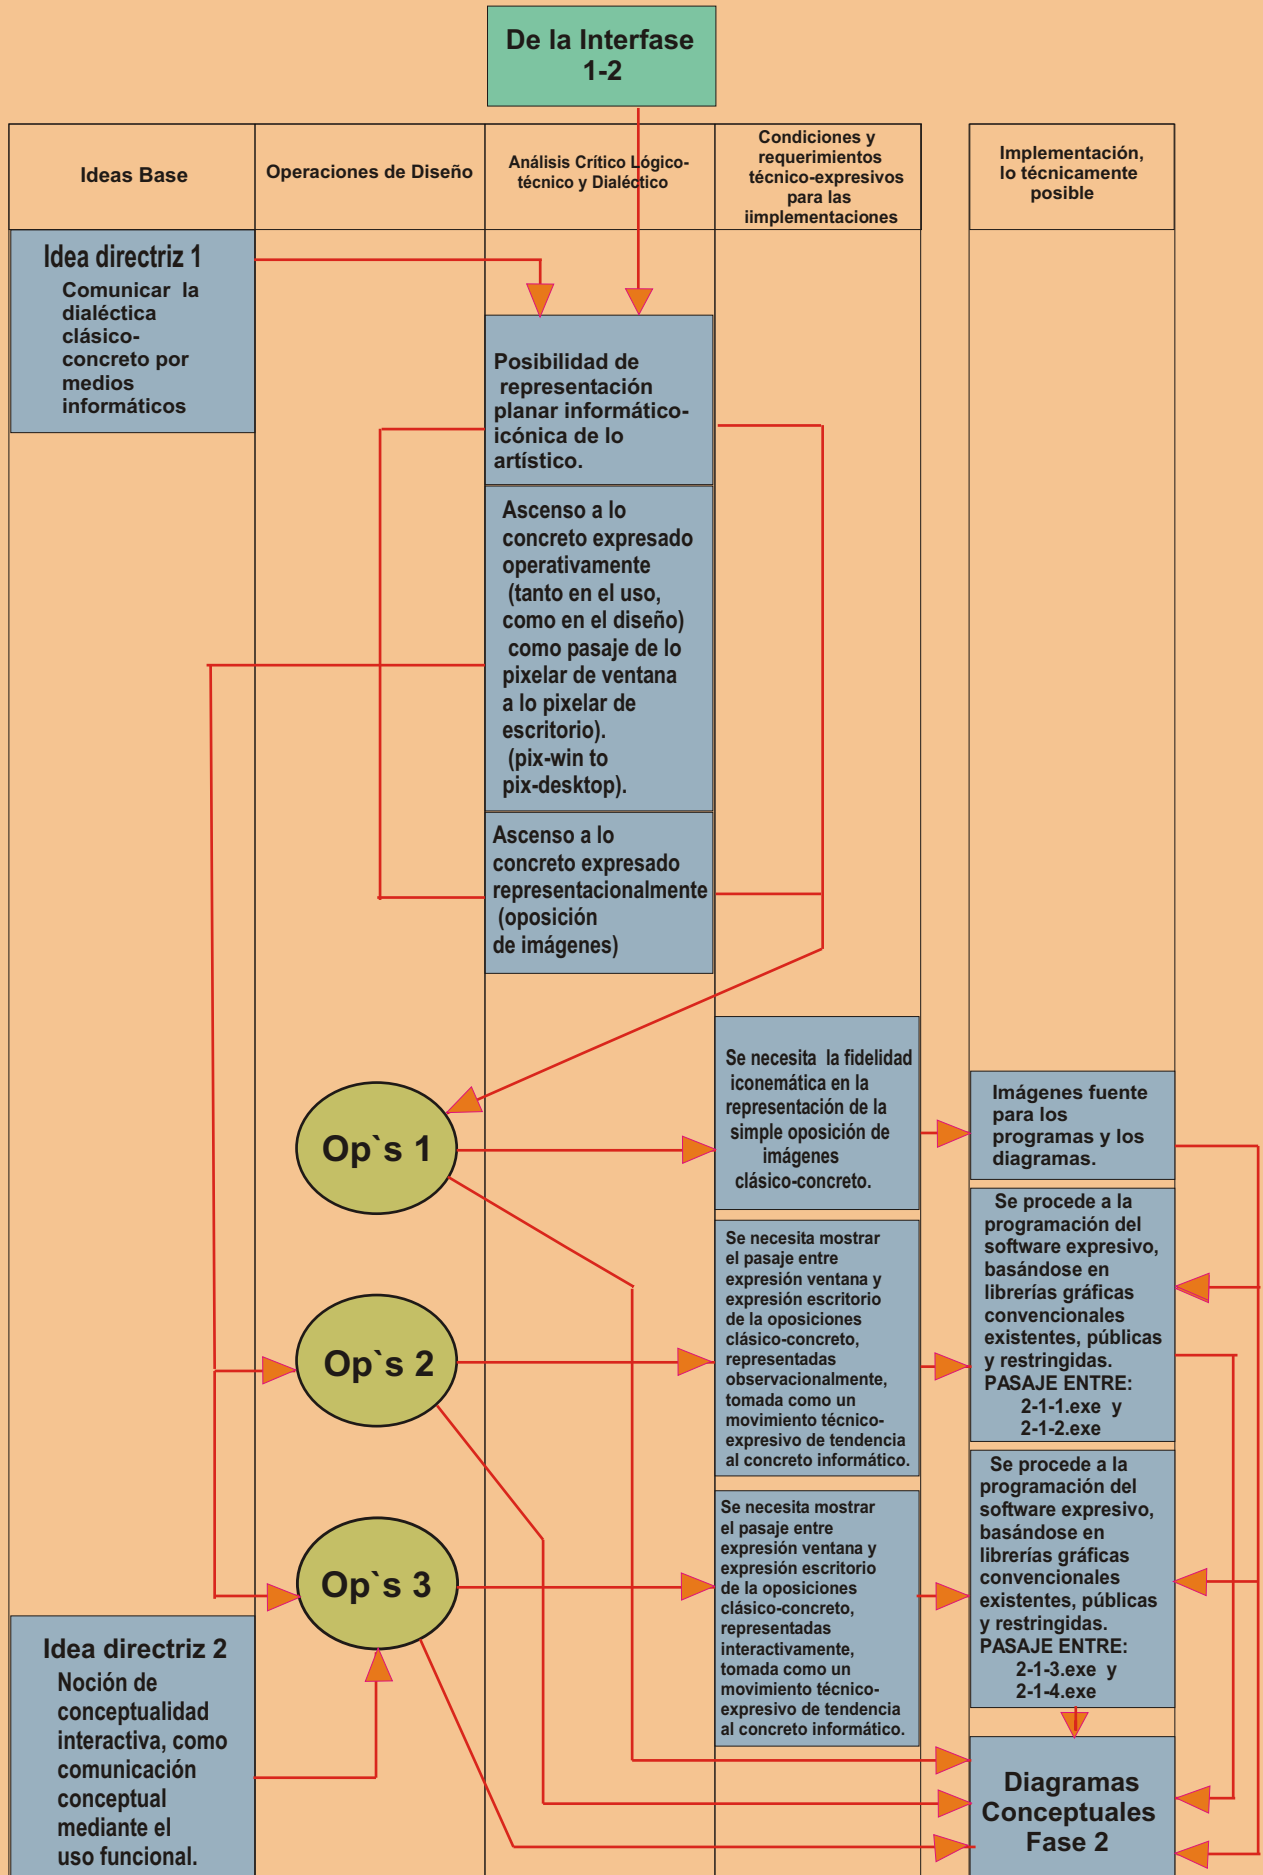 De la Interfase
1-2
Ideas Base
Operaciones de Diseño
Análisis Crítico Lógico-
técnico y Dialéctico
Condiciones y
requerimientos
técnico-expresivos
para las
iimplementaciones
Implementación,
lo técnicamente
posible
Idea directriz 1
Comunicar la
dialéctica
clásico-
concreto por
medios
informáticos
Posibilidad de
representación
planar informático-
icónica de lo
artístico.
Ascenso a lo
concreto expresado
operativamente
(tanto en el uso,
como en el diseño)
como pasaje de lo
pixelar de ventana
a lo pixelar de
escritorio).
(pix-win to
pix-desktop).
Ascenso a lo
concreto expresado
representacionalmente
(oposición
de imágenes)
Op`s 1
Se necesita la fidelidad
iconemática en la
representación de la
simple oposición de
imágenes
clásico-concreto.
Imágenes fuente
para los
programas y los
diagramas.
Op`s 2
Se necesita mostrar
el pasaje entre
expresión ventana y
expresión escritorio
de la oposiciones
clásico-concreto,
representadas
observacionalmente,
tomada como un
movimiento técnico-
expresivo de tendencia
al concreto informático.
Se procede a la
programación del
software expresivo,
basándose en
librerías gráficas
convencionales
existentes, públicas
y restringidas.
PASAJE ENTRE:
2-1-1.exe y
2-1-2.exe
Op`s 3
Se necesita mostrar
el pasaje entre
expresión ventana y
expresión escritorio
de la oposiciones
clásico-concreto,
representadas
interactivamente,
tomada como un
movimiento técnico-
expresivo de tendencia
al concreto informático.
Se procede a la
programación del
software expresivo,
basándose en
librerías gráficas
convencionales
existentes, públicas
y restringidas.
PASAJE ENTRE:
2-1-3.exe y
2-1-4.exe
Idea directriz 2
Noción de
conceptualidad
interactiva, como
comunicación
conceptual
mediante el
uso funcional.
Diagramas
Conceptuales
Fase 2